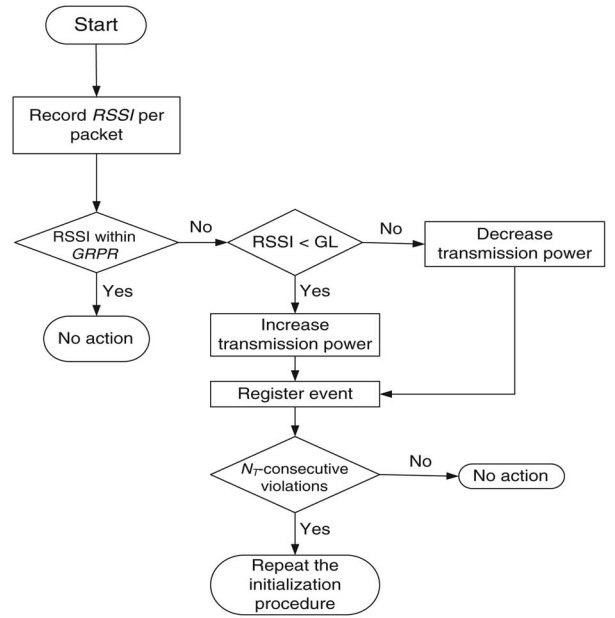 Start
Record RSSI per
packet
RSSI within
GRPR
No
RSSI < GL
No
Decrease
transmission power
Yes
Yes
No action
Increase
transmission power
Register event
N_T-consecutive
violations
No
No action
Yes
Repeat the
initialization
procedure